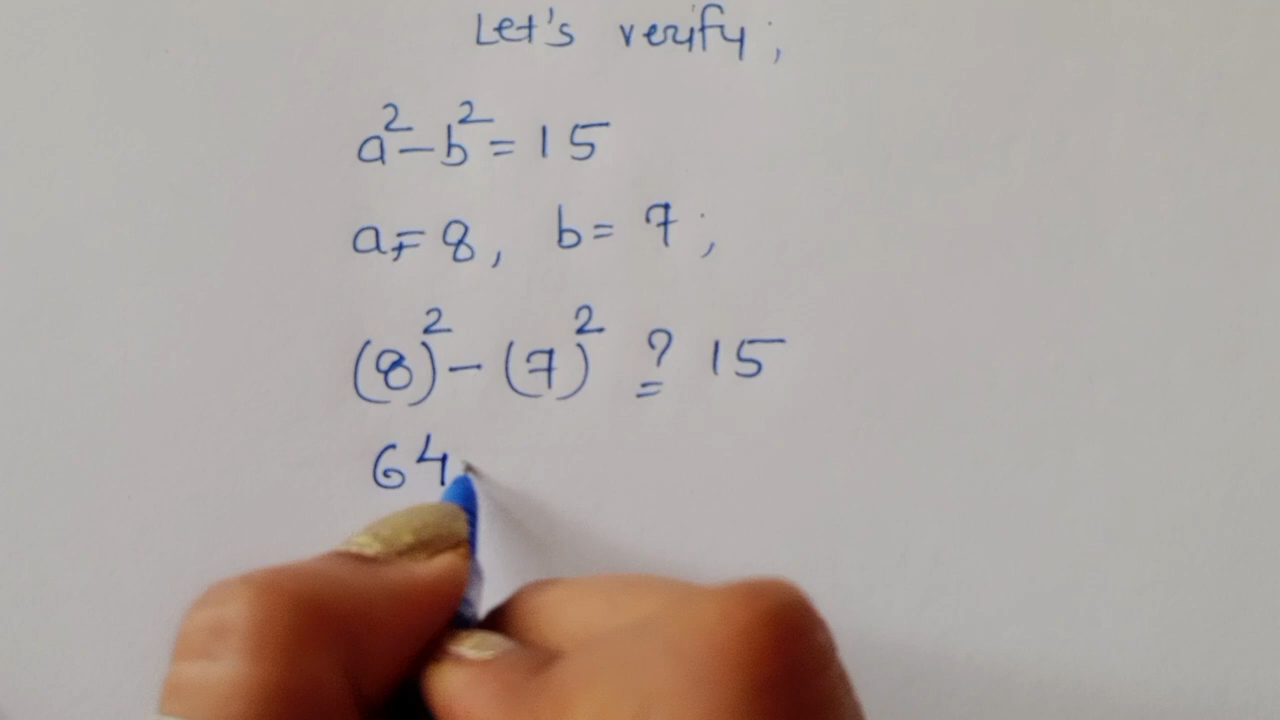 Let's verify;
a²-b²=15
a=8, b=7;
(8)²-(7)² ?= 15
64